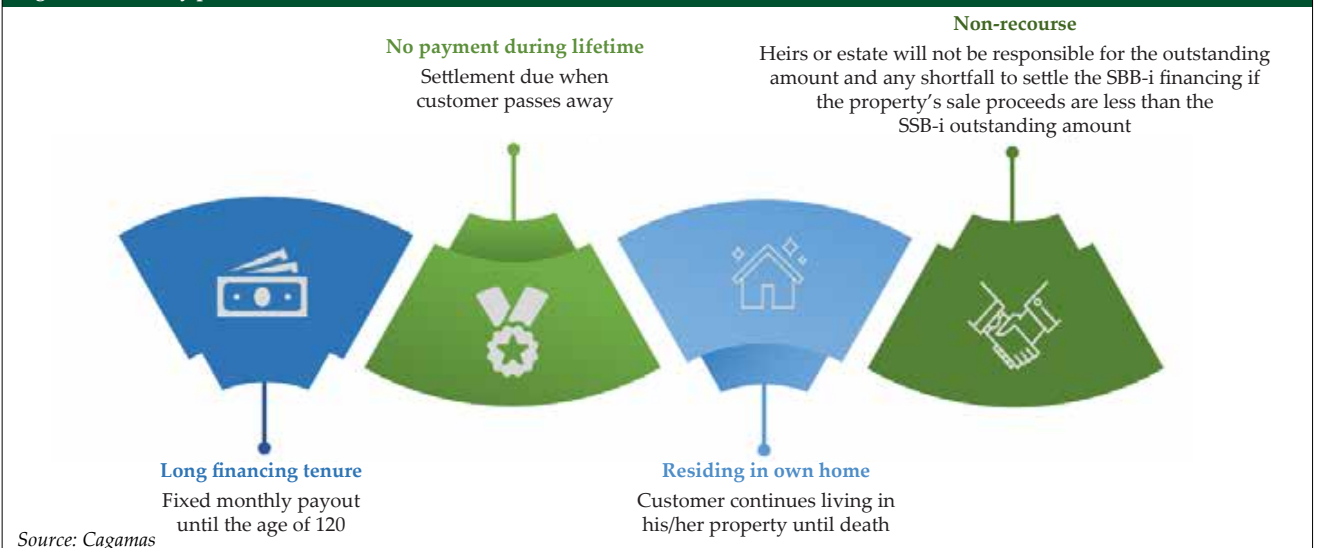 No payment during lifetime
Settlement due when
customer passes away
Non-recourse
Heirs or estate will not be responsible for the outstanding
amount and any shortfall to settle the SBB-i financing if
the property's sale proceeds are less than the
SSB-i outstanding amount
Long financing tenure
Fixed monthly payout
until the age of 120
Residing in own home
Customer continues living in
his/her property until death
Source: Cagamas